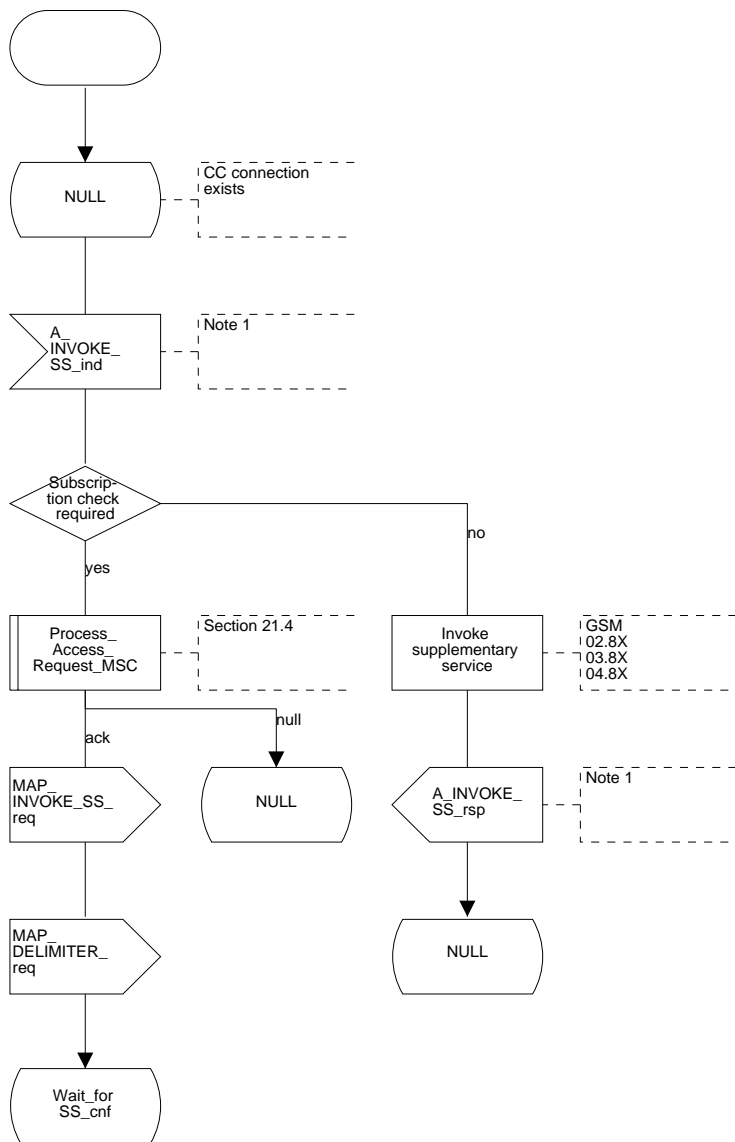 NULL
CC connection
exists
A_
INVOKE_
SS_ind
Note 1
Subscrip-
tion check
required
no
yes
Process_
Access_
Request_MSC
Section 21.4
Invoke
supplementary
service
GSM
02.8X
03.8X
04.8X
null
ack
MAP_
INVOKE_SS_
req
NULL
A_INVOKE_
SS_rsp
Note 1
MAP_
DELIMITER_
req
NULL
Wait_for
SS_cnf